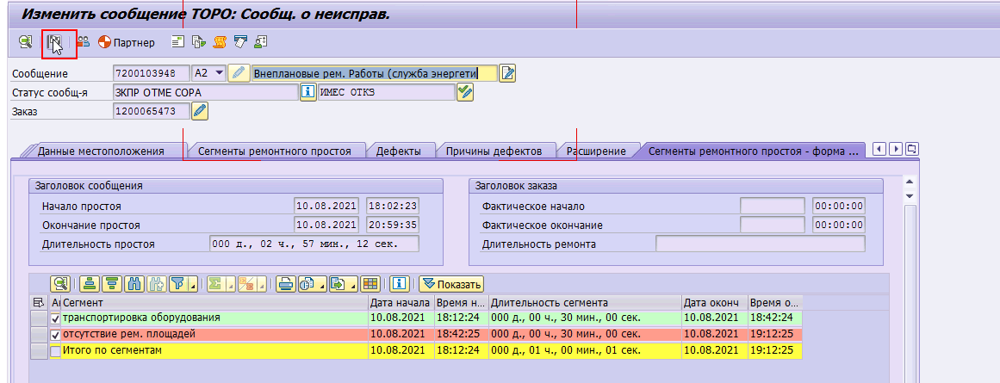 Изменить сообщение ТОРО: Сообщ. о неисправ.
Партнер
Сообщение 7200103948 A2 Внеплановые рем. Работы (служба энергети
Статус сообщ-я ЗКПР ОТМЕ СОРА ИМЕС ОТКЗ
Заказ 1200065473
Данные местоположения Сегменты ремонтного простоя Дефекты Причины дефектов Расширение Сегменты ремонтного простоя - форма ...
Заголовок сообщения Заголовок заказа
Начало простоя 10.08.2021 18:02:23 Фактическое начало 00:00:00
Окончание простоя 10.08.2021 20:59:35 Фактическое окончание 00:00:00
Длительность простоя 000 д., 02 ч., 57 мин., 12 сек. Длительность ремонта
Показать
Сегмент Дата начала Время н... Длительность сегмента Дата оконч Время о...
транспортировка оборудования 10.08.2021 18:12:24 000 д., 00 ч., 30 мин., 00 сек. 10.08.2021 18:42:24
отсутствие рем. площадей 10.08.2021 18:42:25 000 д., 00 ч., 30 мин., 00 сек. 10.08.2021 19:12:25
Итого по сегментам 10.08.2021 18:12:24 000 д., 01 ч., 00 мин., 01 сек. 10.08.2021 19:12:25